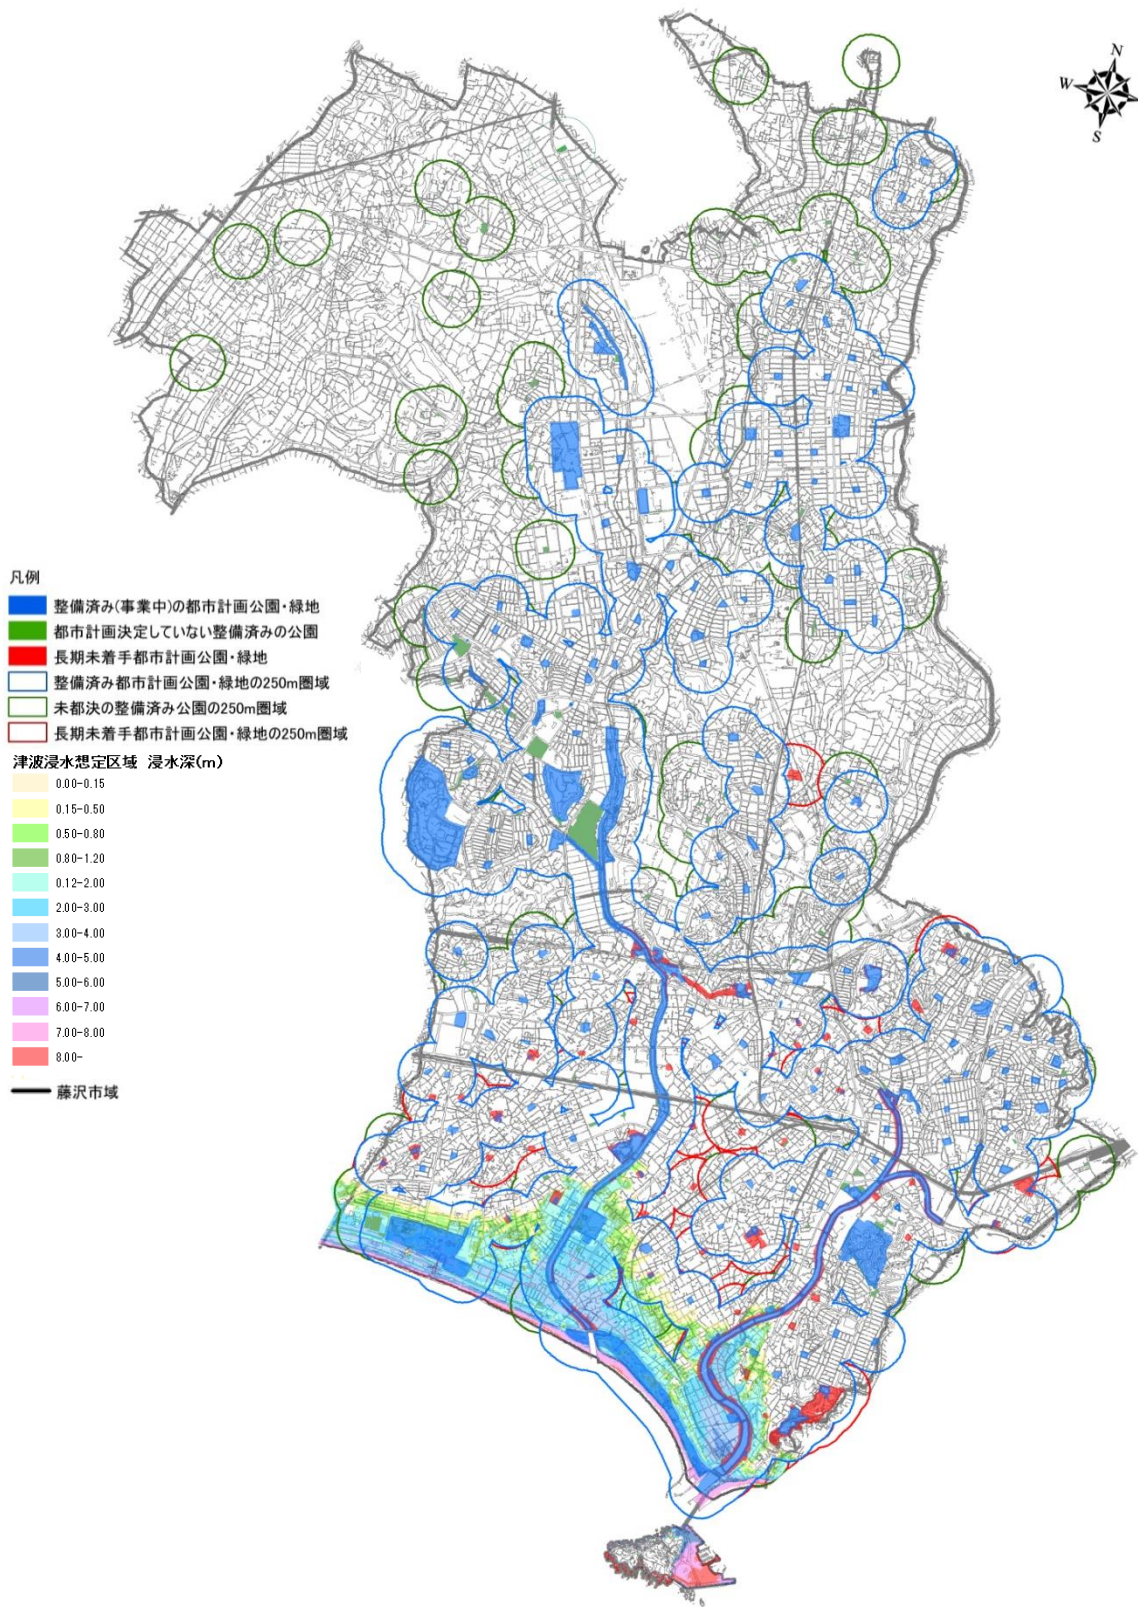 N
W
S
凡例
整備済み(事業中)の都市計画公園・緑地
都市計画決定していない整備済みの公園
長期未着手都市計画公園・緑地
整備済み都市計画公園・緑地の250m圏域
未都決の整備済み公園の250m圏域
長期未着手都市計画公園・緑地の250m圏域
津波浸水想定区域 浸水深(m)
0.00-0.15
0.15-0.50
0.50-0.80
0.80-1.20
0.12-2.00
2.00-3.00
3.00-4.00
4.00-5.00
5.00-6.00
6.00-7.00
7.00-8.00
8.00-
藤沢市域